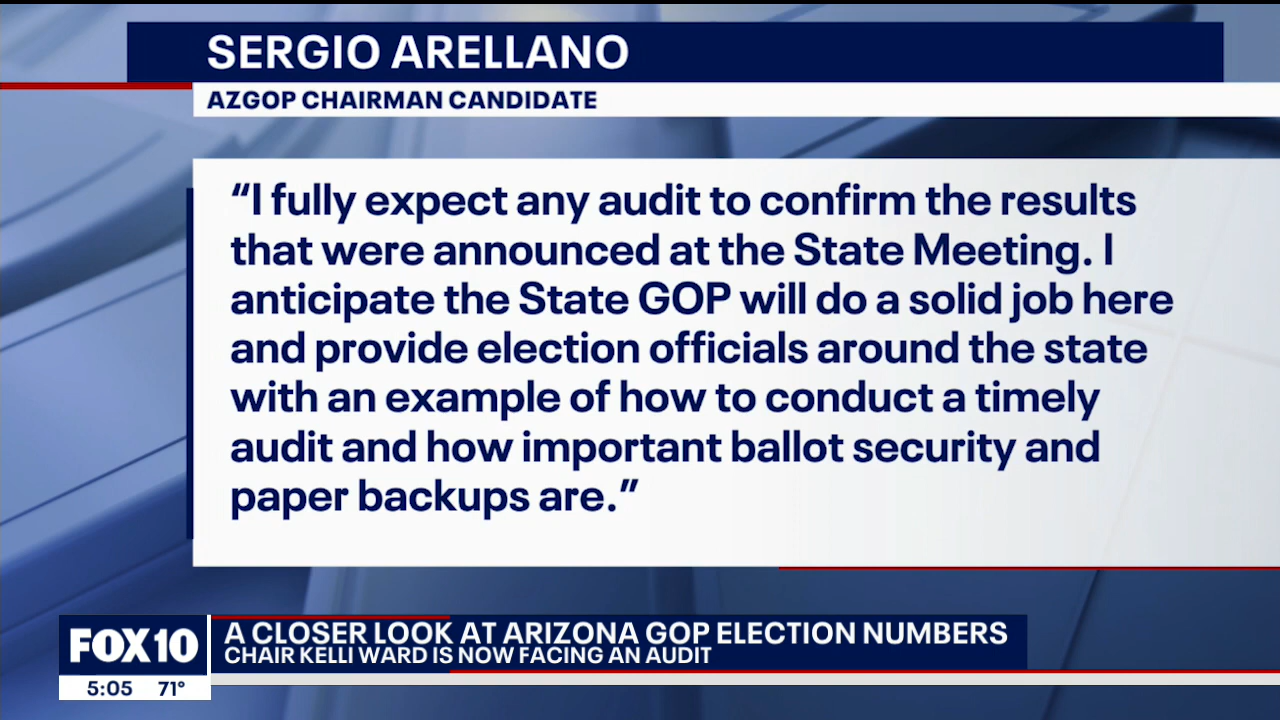 SERGIO ARELLANO
AZGOP CHAIRMAN CANDIDATE
“I fully expect any audit to confirm the results
that were announced at the State Meeting. I
anticipate the State GOP will do a solid job here
and provide election officials around the state
with an example of how to conduct a timely
audit and how important ballot security and
paper backups are.”
FOX 10
A CLOSER LOOK AT ARIZONA GOP ELECTION NUMBERS
CHAIR KELLI WARD IS NOW FACING AN AUDIT
5:05 71°